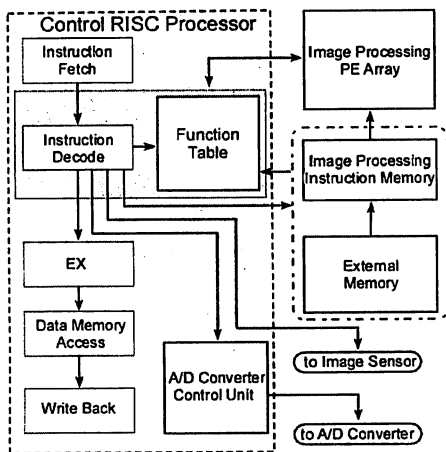 Control RISC Processor
Instruction
Fetch
Image Processing
PE Array
Instruction
Decode
Function
Table
Image Processing
Instruction Memory
EX
External
Memory
Data Memory
Access
A/D Converter
Control Unit
to Image Sensor
Write Back
to A/D Converter